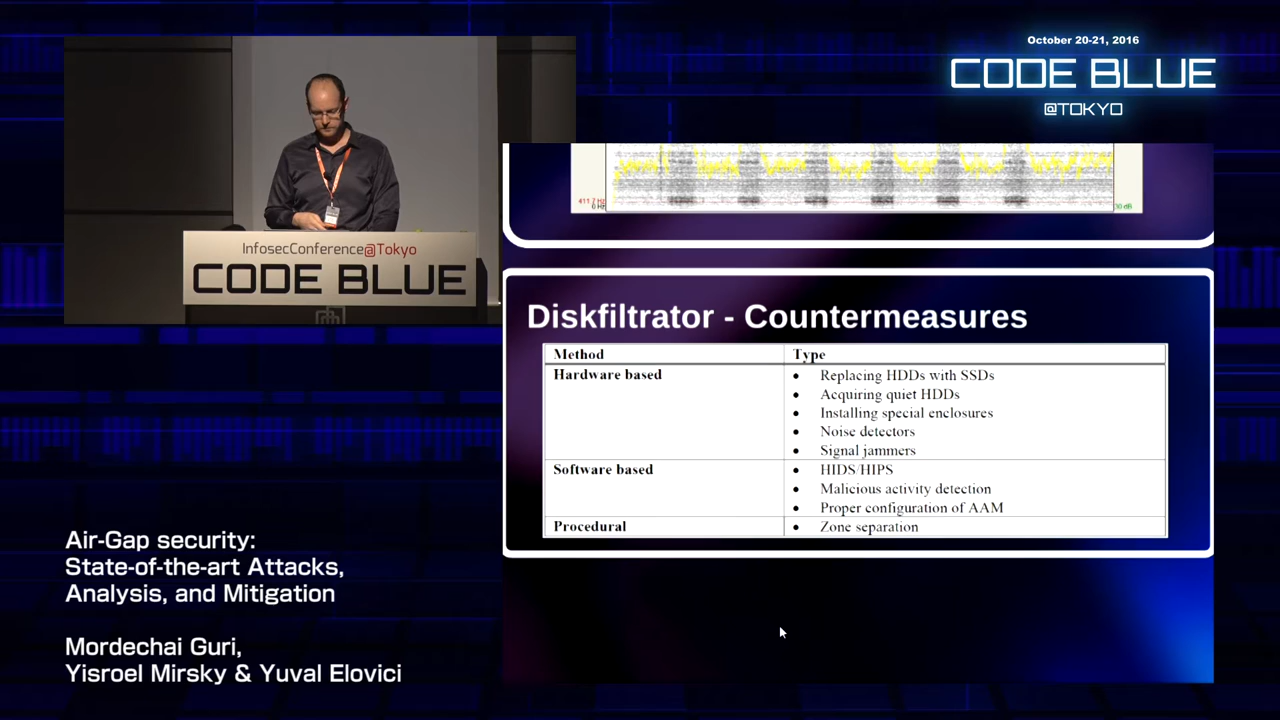 October 20-21, 2016
CODE BLUE
@TOKYO
InfosecConference@Tokyo
CODE BLUE
0 Hz
Diskfiltrator - Countermeasures
Method Type
Hardware based
• Replacing HDDs with SSDs
• Acquiring quiet HDDs
• Installing special enclosures
• Noise detectors
• Signal jammers
Software based
• HIDS/HIPS
• Malicious activity detection
• Proper configuration of AAM
Procedural
• Zone separation
Air-Gap security:
State-of-the-art Attacks,
Analysis, and Mitigation
Mordechai Guri,
Yisroel Mirsky & Yuval Elovici